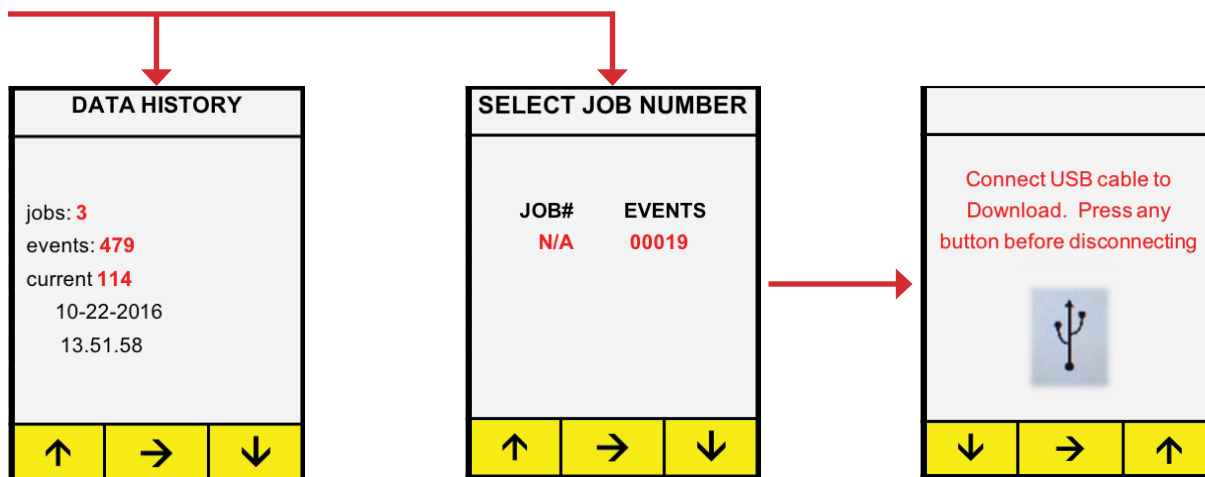 DATA HISTORY
jobs: 3
events: 479
current 114
10-22-2016
13.51.58
SELECT JOB NUMBER
JOB# EVENTS
N/A 00019
Connect USB cable to
Download. Press any
button before disconnecting